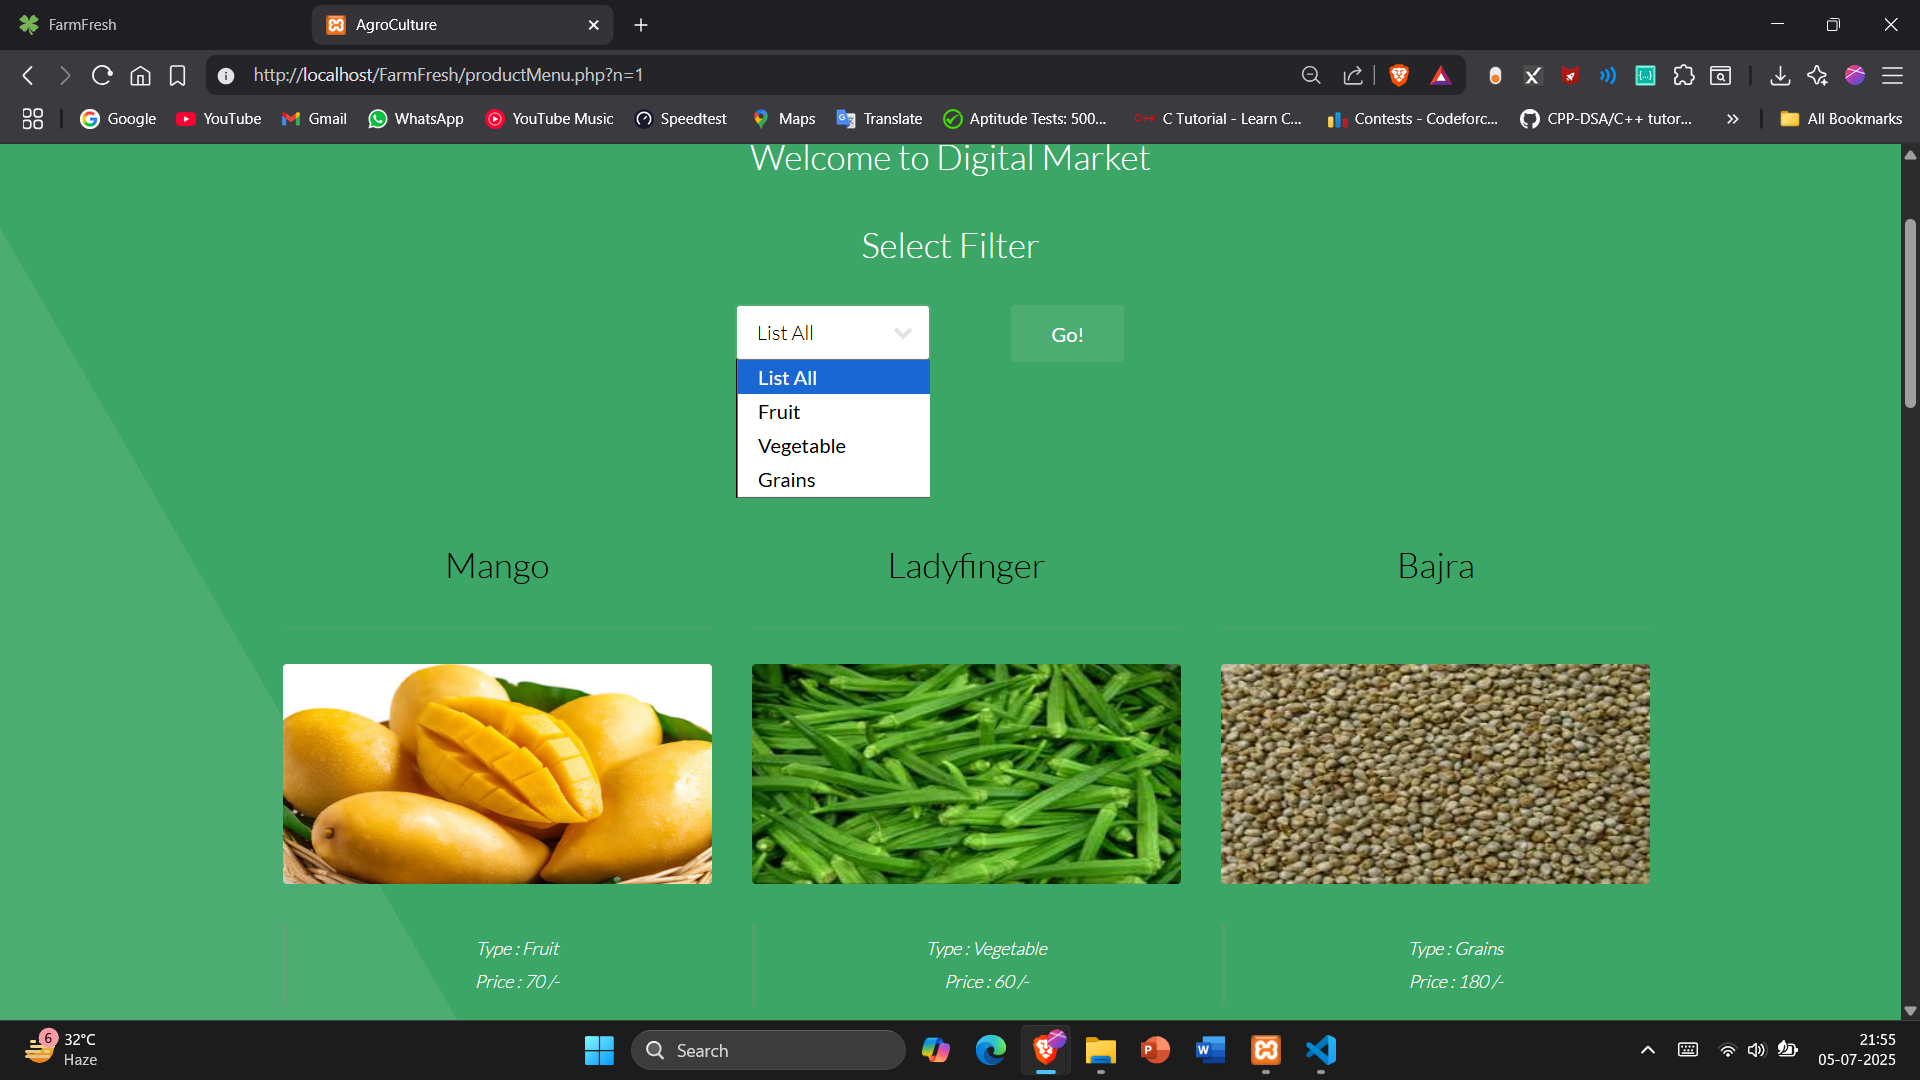 FarmFresh
AgroCulture
http://localhost/FarmFresh/productMenu.php?n=1
Google
YouTube
Gmail
WhatsApp
YouTube Music
Speedtest
Maps
Translate
Aptitude Tests: 500...
C Tutorial - Learn C...
Contests - Codeforc...
CPP-DSA/C++ tutor...
All Bookmarks
Welcome to Digital Market
Select Filter
List All
Go!
List All
Fruit
Vegetable
Grains
Mango
Ladyfinger
Bajra
Type : Fruit
Price : 70 /-
Type : Vegetable
Price : 60 /-
Type : Grains
Price : 180 /-
6
32°C
Haze
Search
21:55
05-07-2025